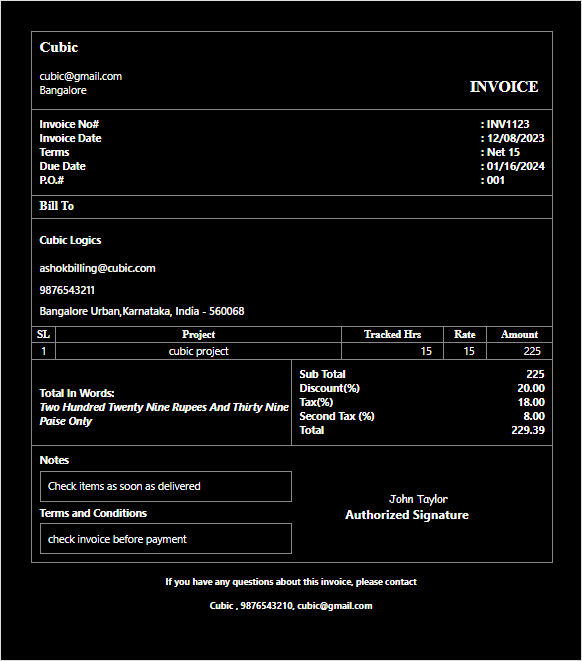 Cubic
cubic@gmail.com
Bangalore
INVOICE
Invoice No# : INV1123
Invoice Date : 12/08/2023
Terms : Net 15
Due Date : 01/16/2024
P.O.# : 001
Bill To
Cubic Logics
ashokbilling@cubic.com
9876543211
Bangalore Urban,Karnataka, India - 560068
SL Project Tracked Hrs Rate Amount
1 cubic project 15 15 225
Sub Total 225
Discount(%) 20.00
Tax(%) 18.00
Second Tax (%) 8.00
Total 229.39
Total In Words:
Two Hundred Twenty Nine Rupees And Thirty Nine
Paise Only
Notes
Check items as soon as delivered
Terms and Conditions
check invoice before payment
John Taylor
Authorized Signature
If you have any questions about this invoice, please contact
Cubic , 9876543210, cubic@gmail.com